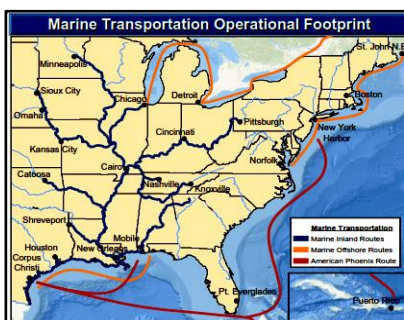 Marine Transportation Operational Footprint
Minneapolis
St. John N.B
Sioux City
Boston
Detroit
Chicago
Omaha
Pittsburgh
New York
Harbor
Cincinnati
Kansas City
Norfolk
Cairo
Nashville
Catoosa
Knoxville
Shreveport
Mobile
Houston
New Orleans
Corpus
Christi
Pt. Everglades
Marine Transportation
Marine Inland Routes
Marine Offshore Routes
American Phoenix Route
Puerto Rico